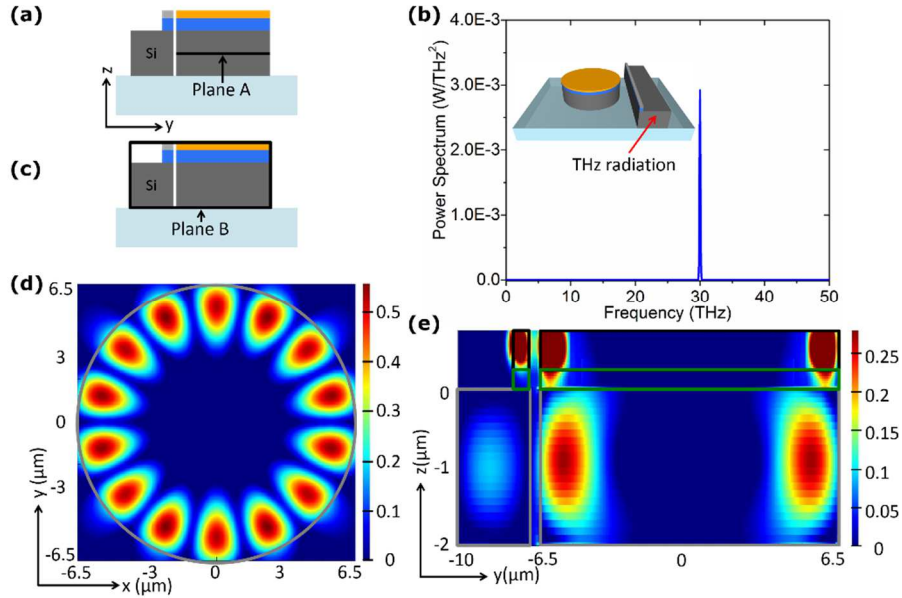 (a)
Si
Plane A
z
y
(c)
Si
Plane B
(b)
Power Spectrum (W/THz²)
4.0E-3
3.0E-3
2.0E-3
1.0E-3
0.0
0 10 20 30 40 50
Frequency (THz)
THz radiation
(d)
6.5
3
0
-3
-6.5
y (μm)
-6.5 -3 0 3 6.5
x (μm)
0.5
0.4
0.3
0.2
0.1
0
(e)
0
-1
-2
z(μm)
-10 -6.5 0 6.5
y(μm)
0.25
0.20
0.15
0.10
0.05
0